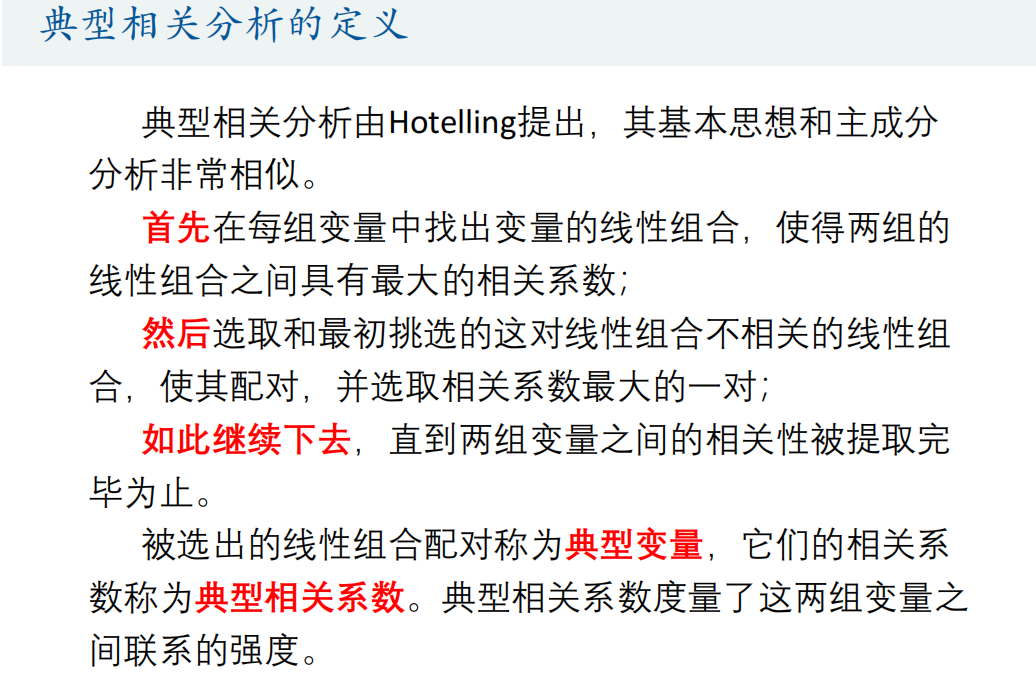 典型相关分析的定义
典型相关分析由Hotelling提出，其基本思想和主成分
分析非常相似。
首先在每组变量中找出变量的线性组合，使得两组的
线性组合之间具有最大的相关系数；
然后选取和最初挑选的这对线性组合不相关的线性组
合，使其配对，并选取相关系数最大的一对；
如此继续下去，直到两组变量之间的相关性被提取完
毕为止。
被选出的线性组合配对称为典型变量，它们的相关系
数称为典型相关系数。典型相关系数度量了这两组变量之
间联系的强度。